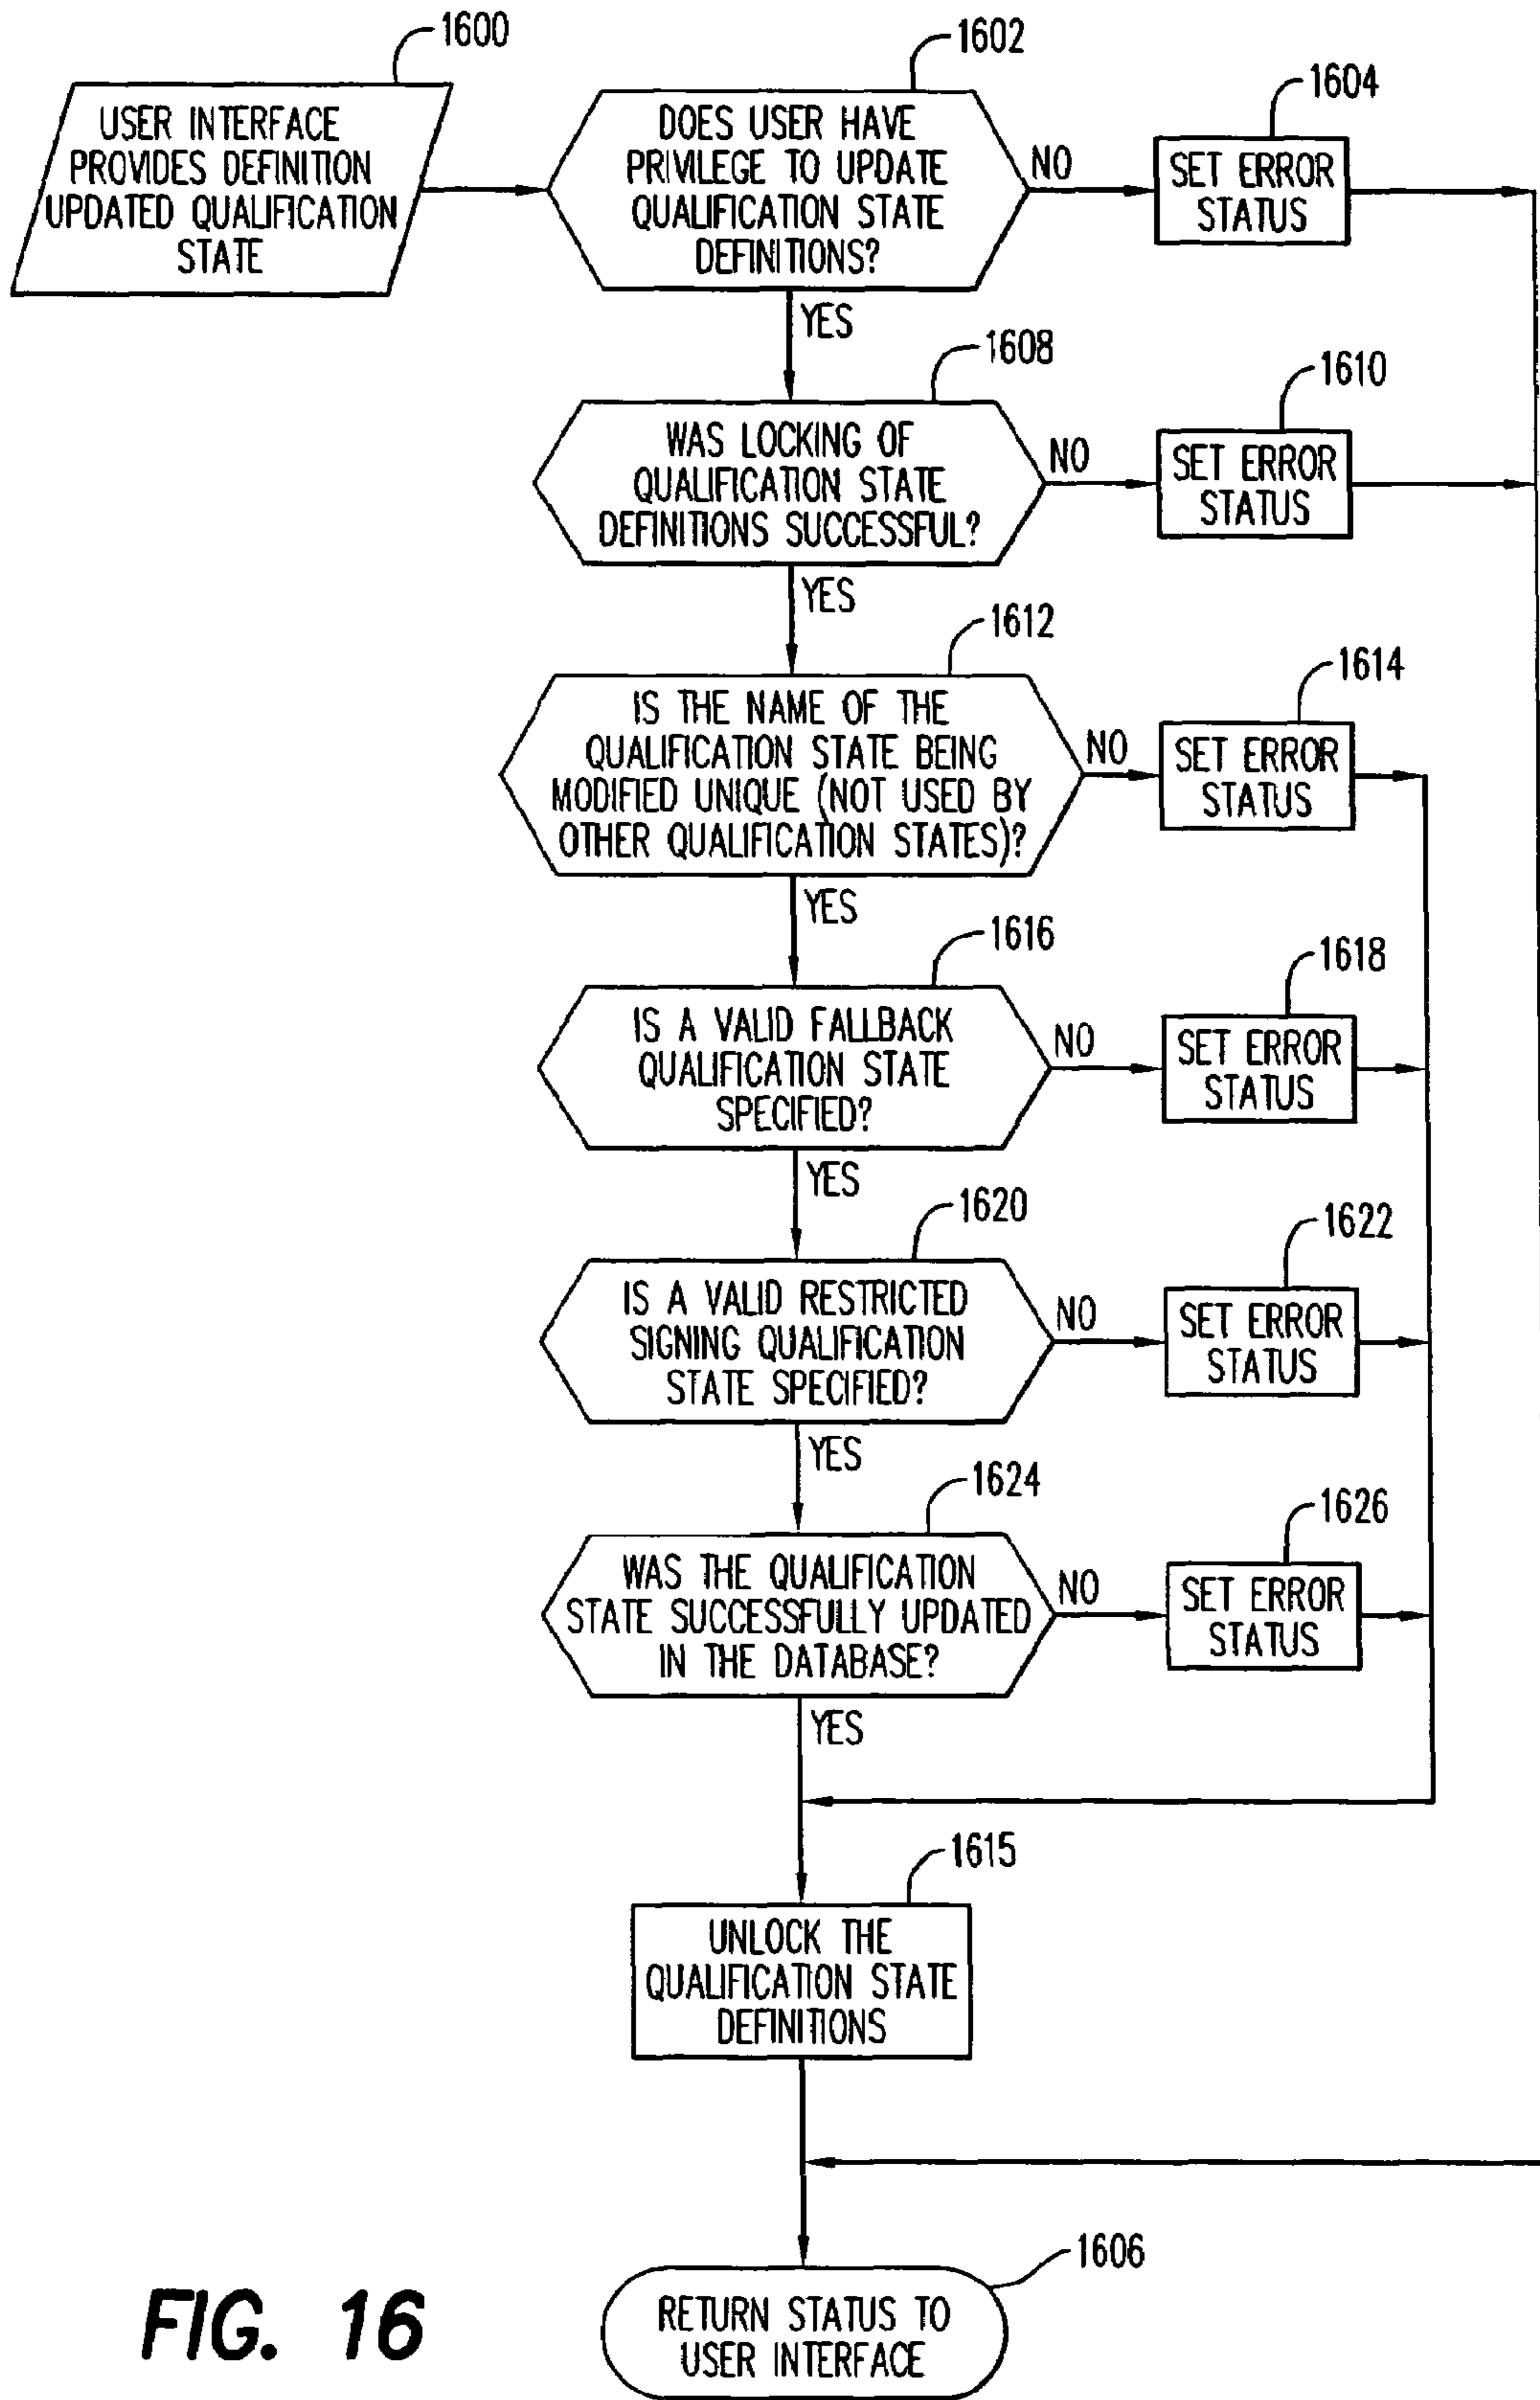 1600
USER INTERFACE
PROVIDES DEFINITION
UPDATED QUALIFICATION
STATE
1602
DOES USER HAVE
PRIVILEGE TO UPDATE
QUALIFICATION STATE
DEFINITIONS?
NO
1604
SET ERROR
STATUS
YES
1608
WAS LOCKING OF
QUALIFICATION STATE
DEFINITIONS SUCCESSFUL?
NO
1610
SET ERROR
STATUS
YES
1612
IS THE NAME OF THE
QUALIFICATION STATE BEING
MODIFIED UNIQUE (NOT USED BY
OTHER QUALIFICATION STATES)?
NO
1614
SET ERROR
STATUS
YES
1616
IS A VALID FALLBACK
QUALIFICATION STATE
SPECIFIED?
NO
1618
SET ERROR
STATUS
YES
1620
IS A VALID RESTRICTED
SIGNING QUALIFICATION
STATE SPECIFIED?
NO
1622
SET ERROR
STATUS
YES
1624
WAS THE QUALIFICATION
STATE SUCCESSFULLY UPDATED
IN THE DATABASE?
NO
1626
SET ERROR
STATUS
YES
1615
UNLOCK THE
QUALIFICATION STATE
DEFINITIONS
1606
RETURN STATUS TO
USER INTERFACE
FIG. 16